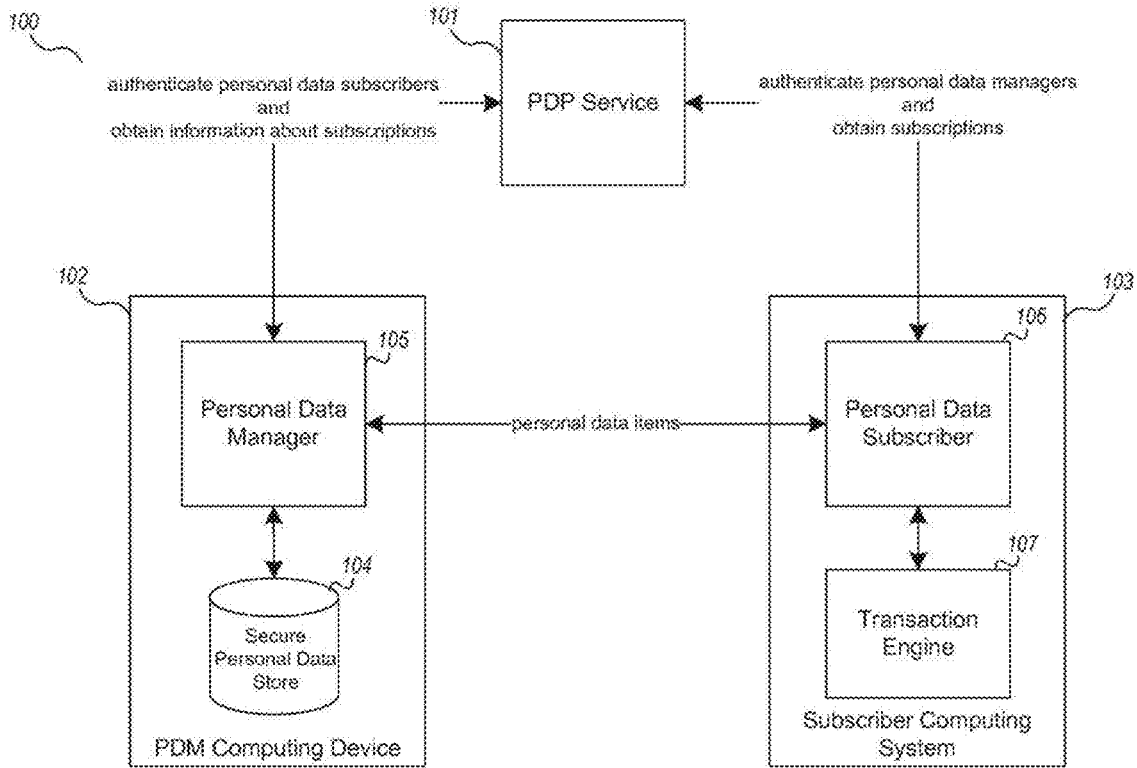 100
101
authenticate personal data subscribers
and
obtain information about subscriptions
PDP Service
authenticate personal data managers
and
obtain subscriptions
102
103
105
106
Personal Data
Manager
personal data items
Personal Data
Subscriber
104
107
Secure
Personal Data
Store
Transaction
Engine
PDM Computing Device
Subscriber Computing
System